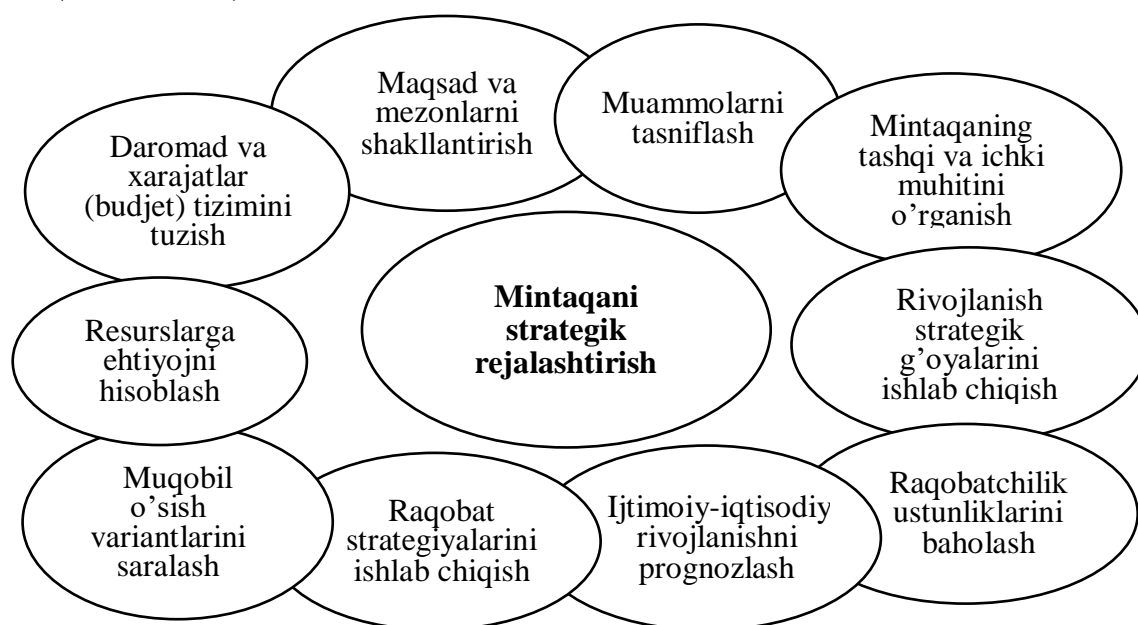 Maqsad va
mezonlarni
shakllantirish
Muammolarni
tasniflash
Mintaqaning
tashqi va ichki
muhitini
o’rganish
Rivojlanish
strategik
g’oyalarini
ishlab chiqish
Raqobatchilik
ustunliklarini
baholash
Ijtimoiy-iqtisodiy
rivojlanishni
prognozlash
Raqobat
strategiyalarini
ishlab chiqish
Muqobil
o’sish
variantlarini
saralash
Resurslarga
ehtiyojni
hisoblash
Daromad va
xarajatlar
(budjet) tizimini
tuzish
Mintaqani
strategik
rejalashtirish